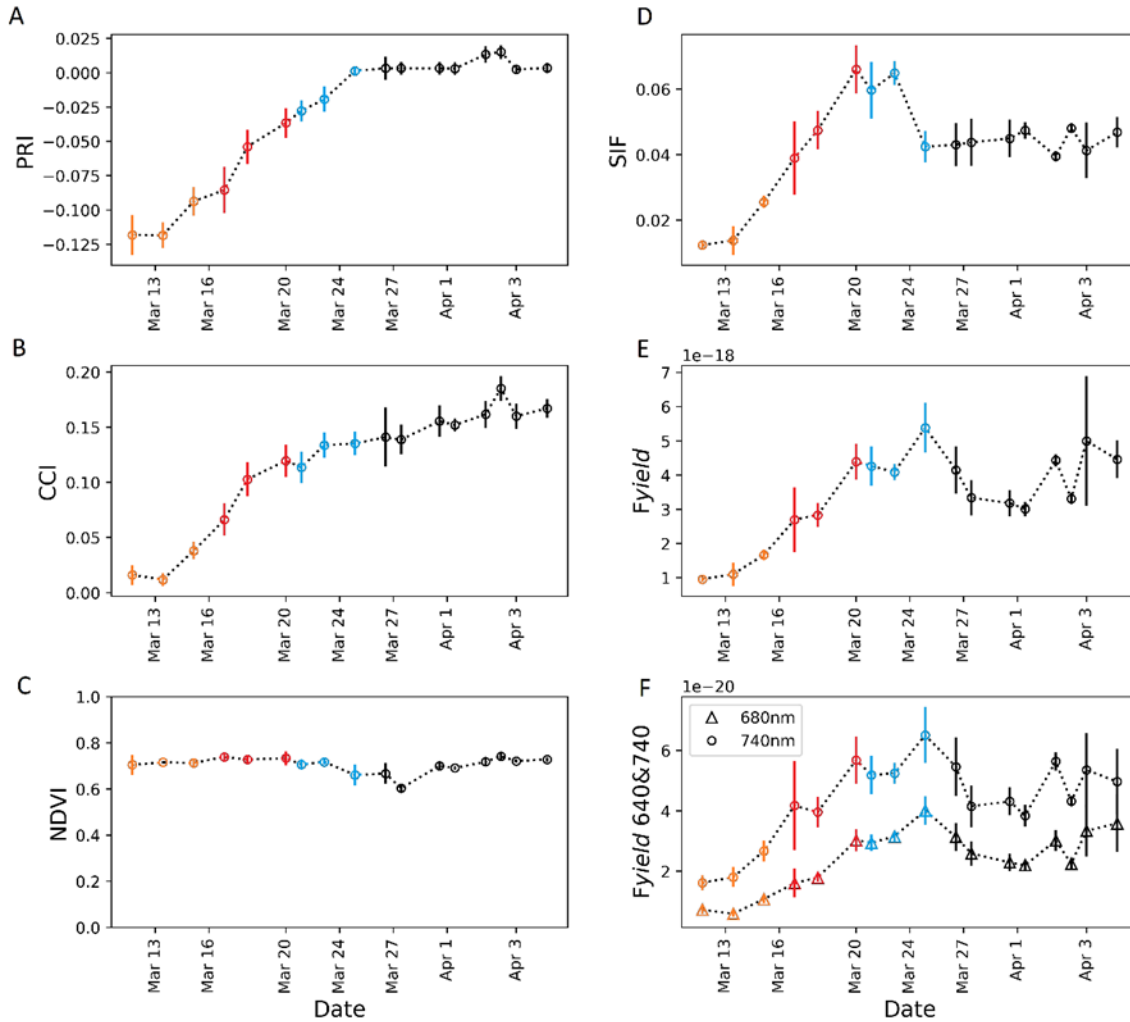 A
PRI
0.025
0.000
−0.025
−0.050
−0.075
−0.100
−0.125
Mar 13
Mar 16
Mar 20
Mar 24
Mar 27
Apr 1
Apr 3
B
CCI
0.20
0.15
0.10
0.05
0.00
Mar 13
Mar 16
Mar 20
Mar 24
Mar 27
Apr 1
Apr 3
C
NDVI
1.0
0.8
0.6
0.4
0.2
0.0
Mar 13
Mar 16
Mar 20
Mar 24
Mar 27
Apr 1
Apr 3
Date
D
SIF
0.06
0.04
0.02
Mar 13
Mar 16
Mar 20
Mar 24
Mar 27
Apr 1
Apr 3
E
1e−18
Fyield
7
6
5
4
3
2
1
Mar 13
Mar 16
Mar 20
Mar 24
Mar 27
Apr 1
Apr 3
F
1e−20
680nm
740nm
Fyield 640&740
6
4
2
Mar 13
Mar 16
Mar 20
Mar 24
Mar 27
Apr 1
Apr 3
Date